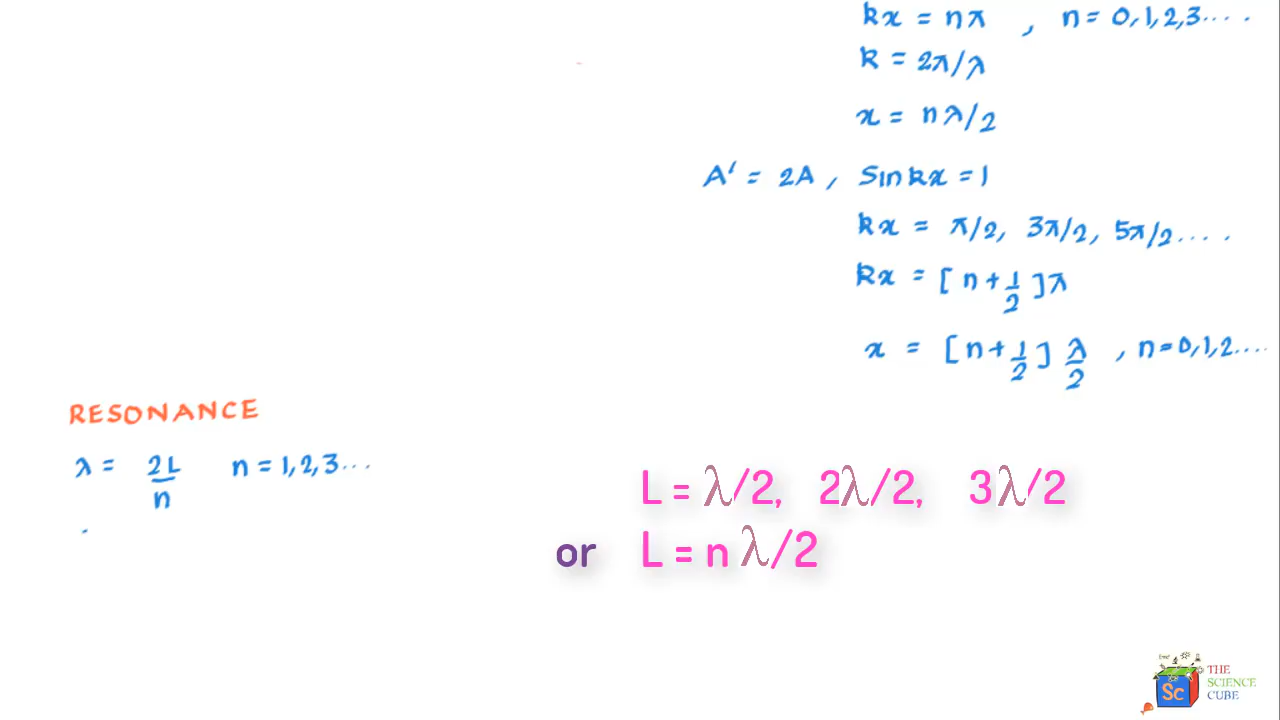 kx = nπ , n = 0,1,2,3....
k = 2π/λ
x = nλ/2
A' = 2A , Sinkx = 1
kx = π/2, 3π/2, 5π/2....
kx = [n+1/2]π
x = [n+1/2] λ/2 , n=0,1,2....
RESONANCE
λ = 2L/n n = 1,2,3...
L = λ/2, 2λ/2, 3λ/2
or L = n λ/2
Sc
THE
SCIENCE
CUBE